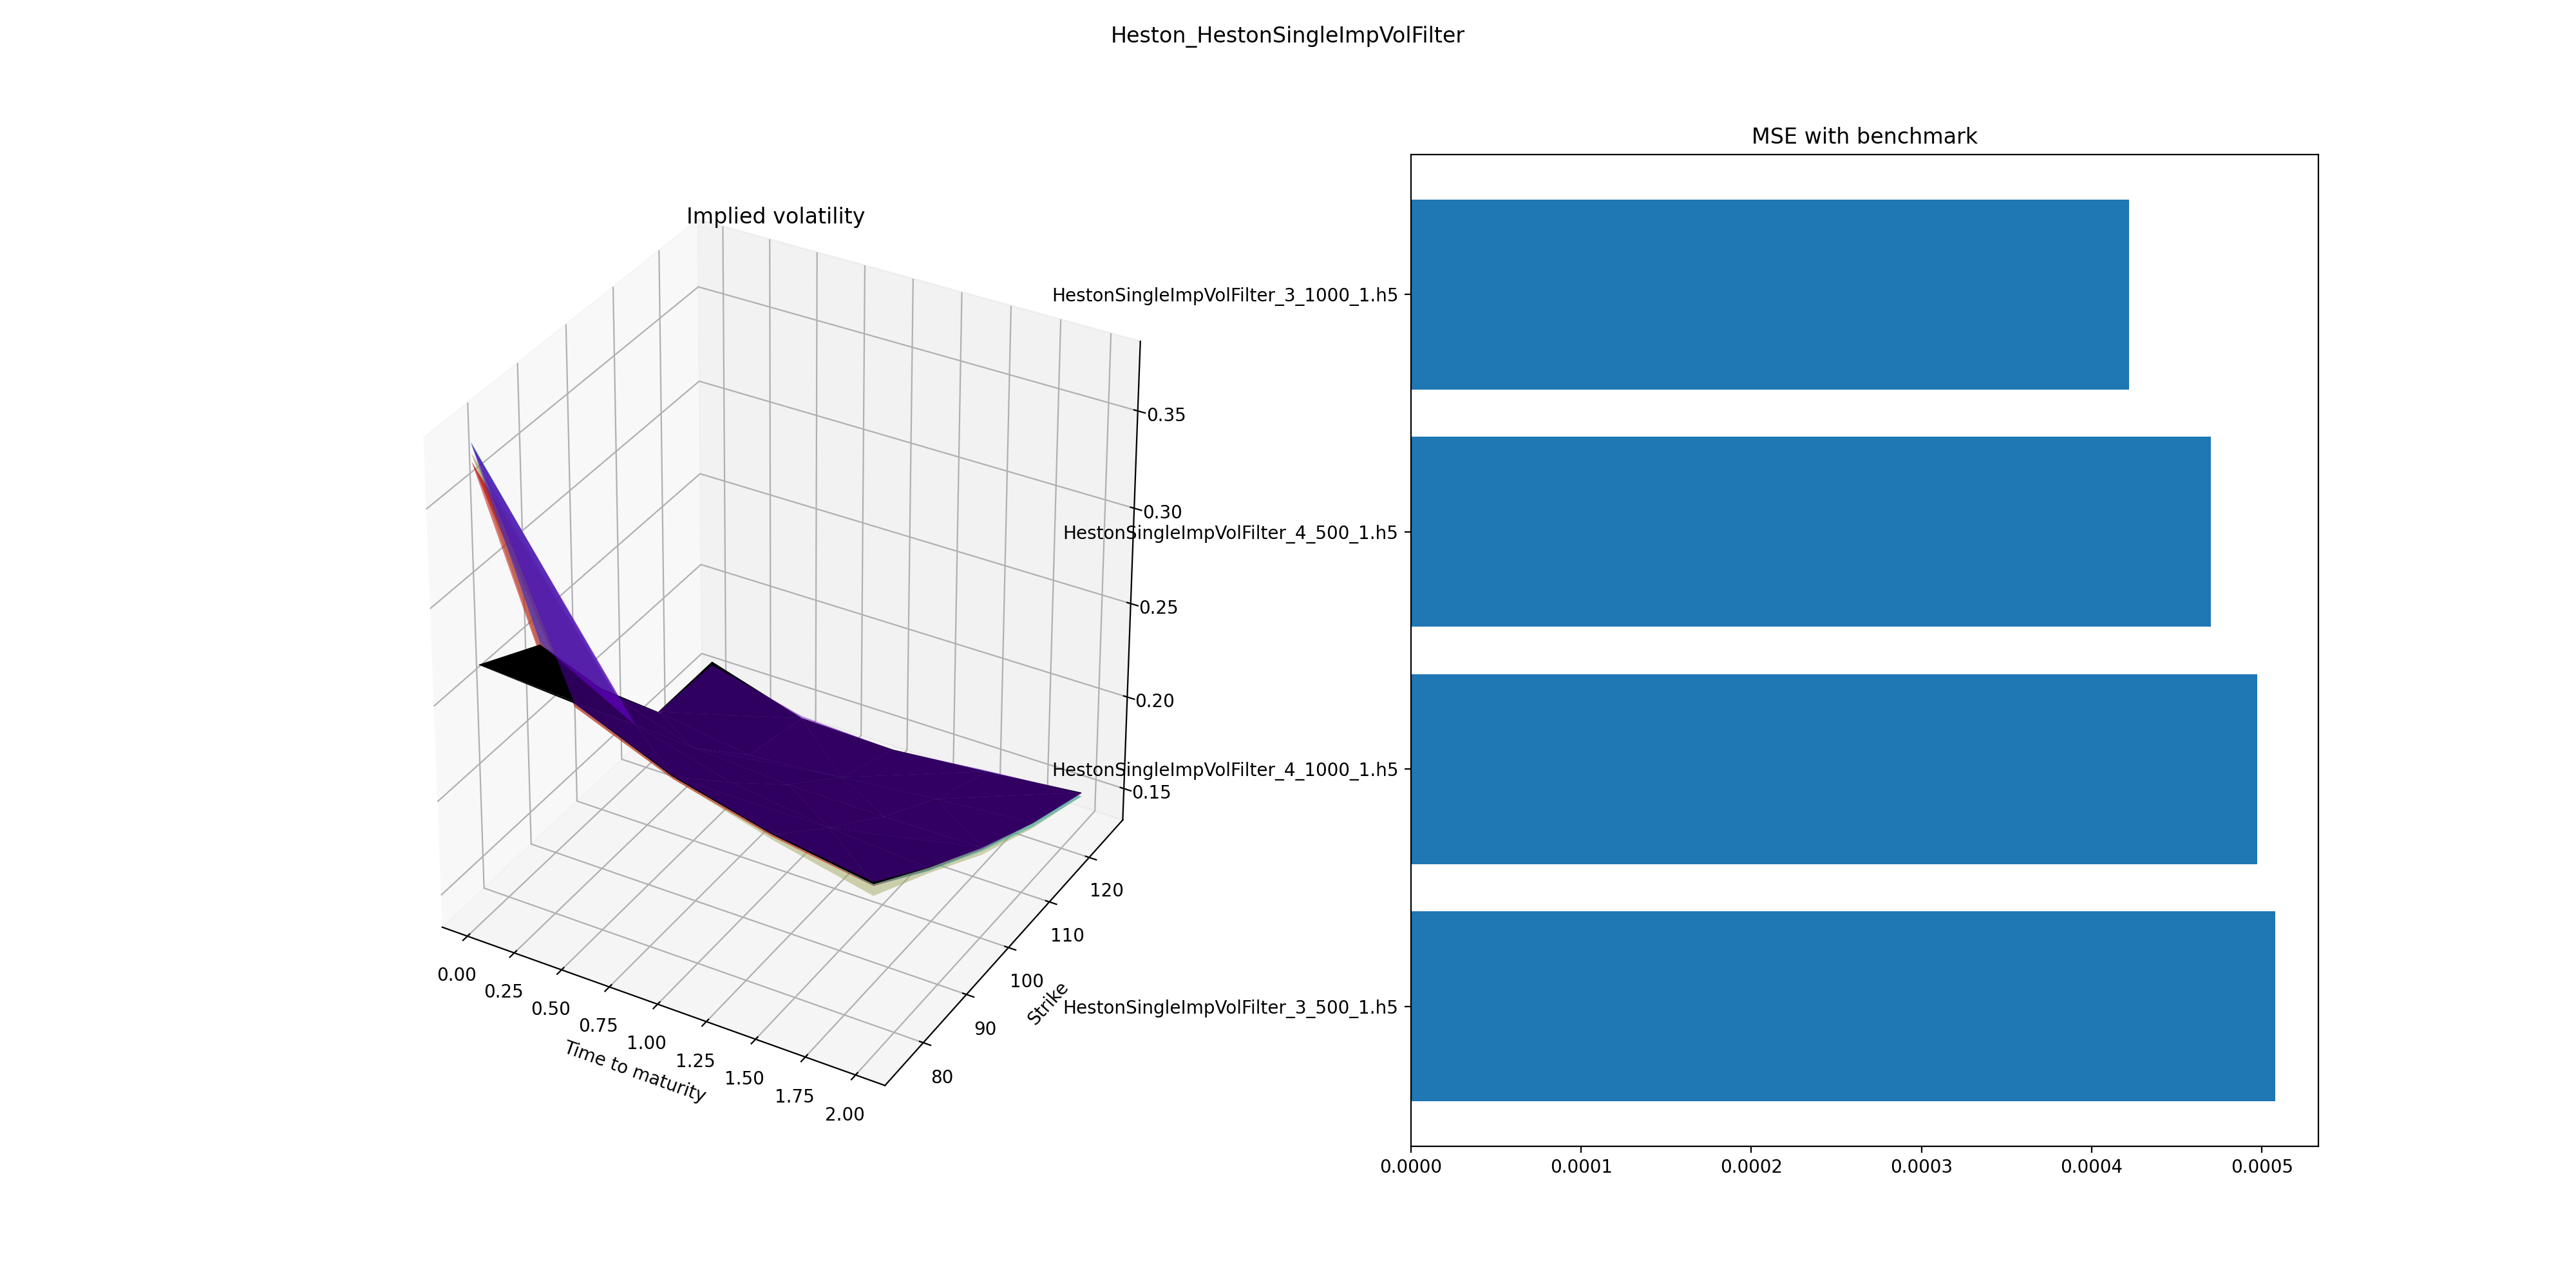 Heston_HestonSingleImpVolFilter
Implied volatility
0.35
0.30
0.25
0.20
0.15
0.00
0.25
0.50
0.75
1.00
1.25
1.50
1.75
2.00
Time to maturity
80
90
100
110
120
Strike
MSE with benchmark
HestonSingleImpVolFilter_3_1000_1.h5
HestonSingleImpVolFilter_4_500_1.h5
HestonSingleImpVolFilter_4_1000_1.h5
HestonSingleImpVolFilter_3_500_1.h5
0.0000
0.0001
0.0002
0.0003
0.0004
0.0005